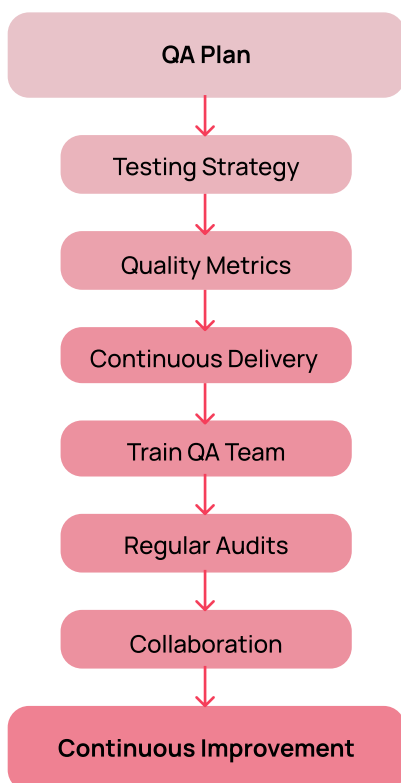 QA Plan
Testing Strategy
Quality Metrics
Continuous Delivery
Train QA Team
Regular Audits
Collaboration
Continuous Improvement